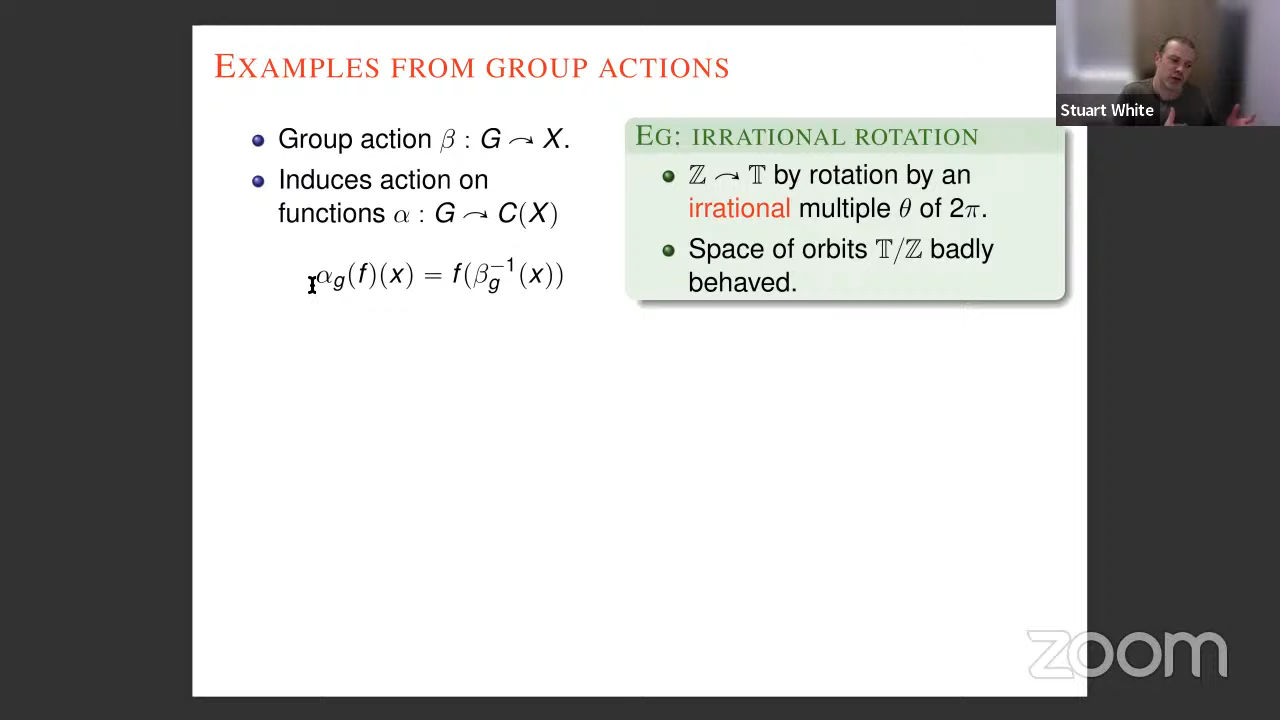 EXAMPLES FROM GROUP ACTIONS
Group action β : G ↷ X.
Induces action on
functions α : G ↷ C(X)
α_g(f)(x) = f(β_g^{-1}(x))
EG: IRRATIONAL ROTATION
ℤ ↷ 𝕋 by rotation by an
irrational multiple θ of 2π.
Space of orbits 𝕋/ℤ badly
behaved.
Stuart White
zoom